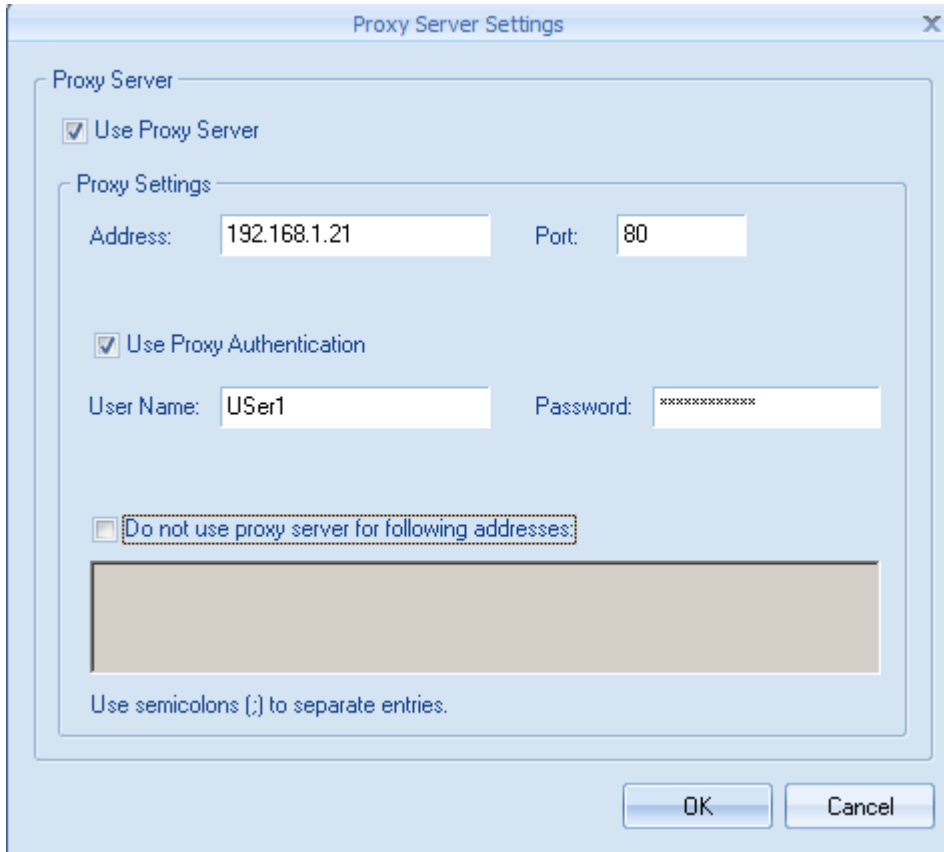 Proxy Server Settings
Proxy Server
Use Proxy Server
Proxy Settings
Address: 192.168.1.21 Port: 80
Use Proxy Authentication
User Name: USer1 Password: ************
Do not use proxy server for following addresses:
Use semicolons (;) to separate entries.
OK Cancel